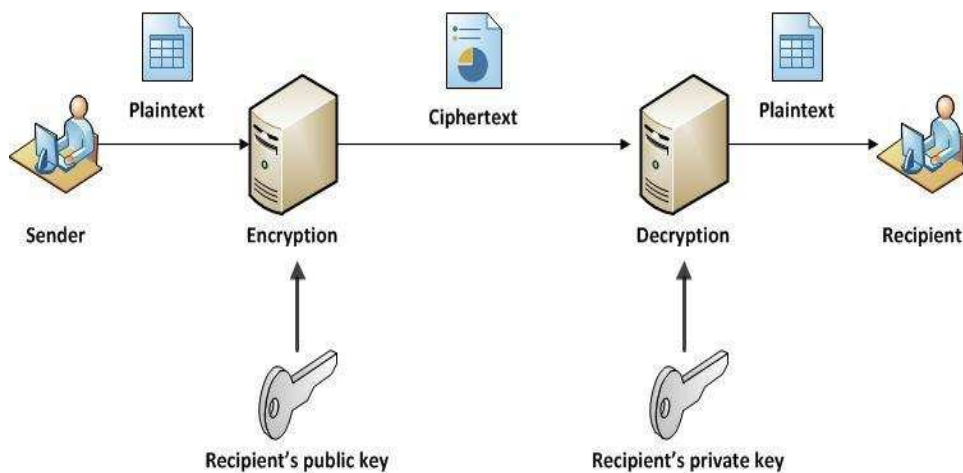 Plaintext
Ciphertext
Plaintext
Sender
Encryption
Decryption
Recipient
Recipient's public key
Recipient's private key